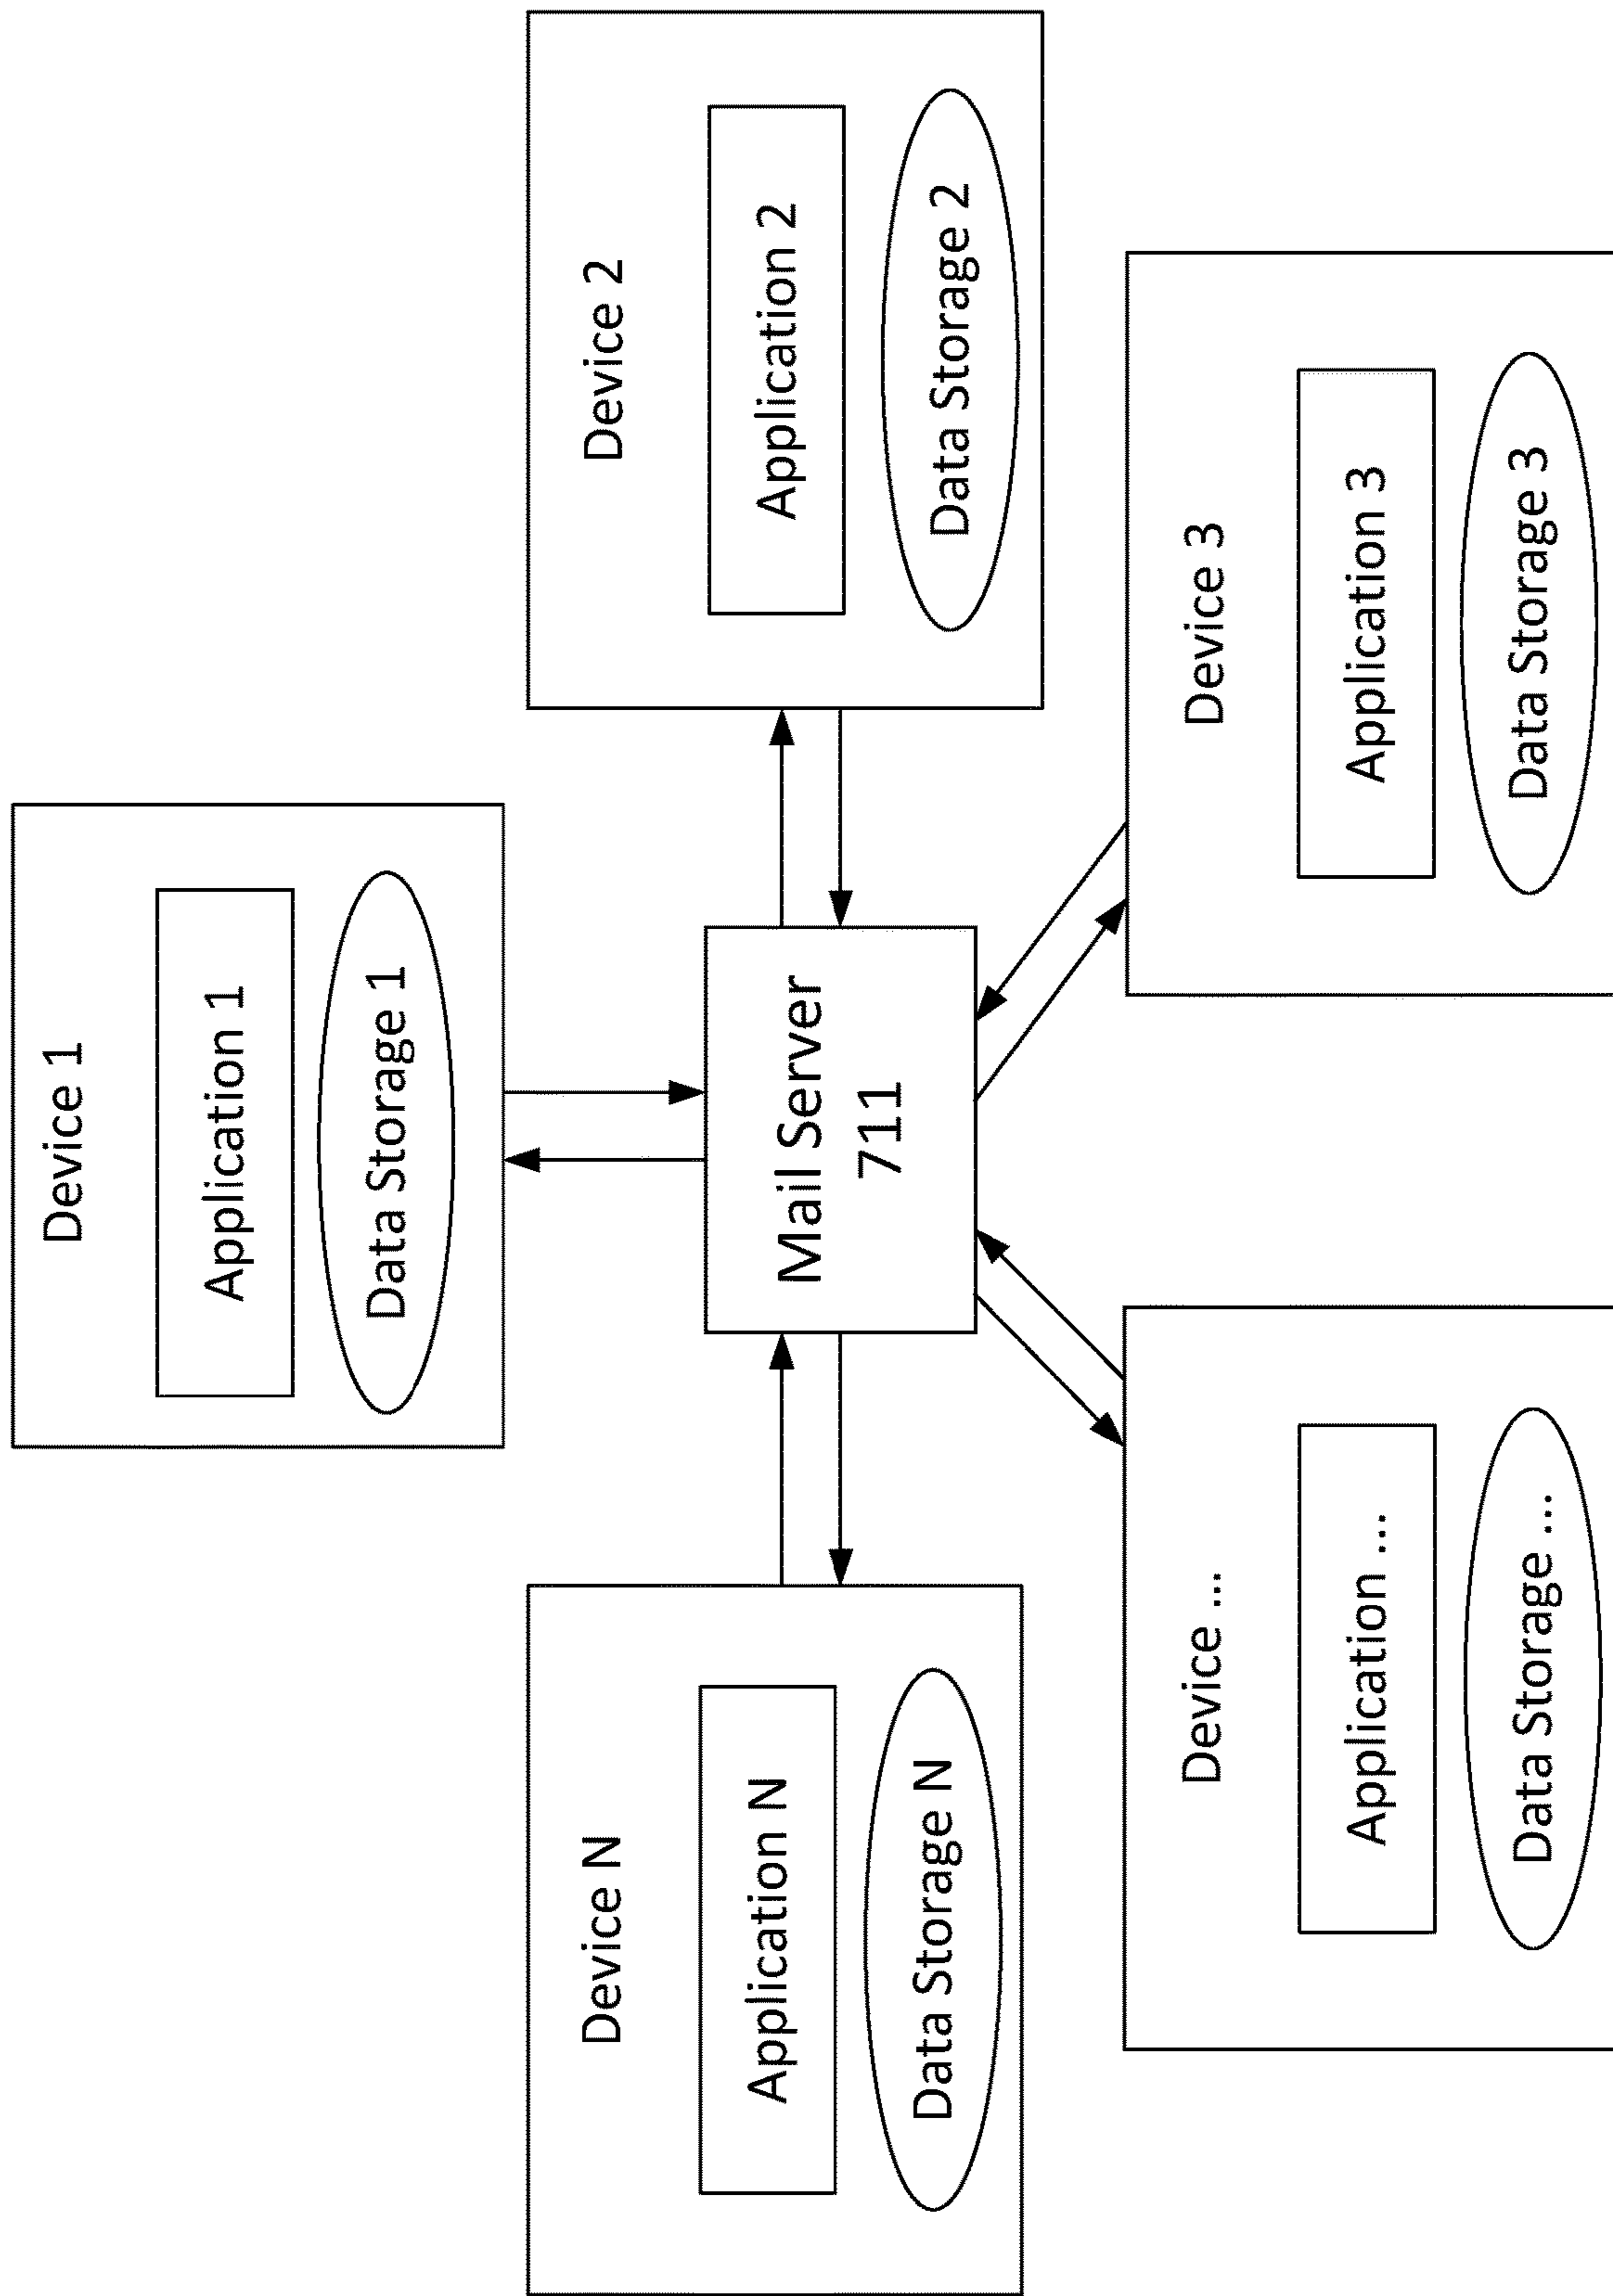 Device 1
Application 1
Data Storage 1
Device N
Application N
Data Storage N
Mail Server
711
Device 2
Application 2
Data Storage 2
Device ...
Application ...
Data Storage ...
Device 3
Application 3
Data Storage 3